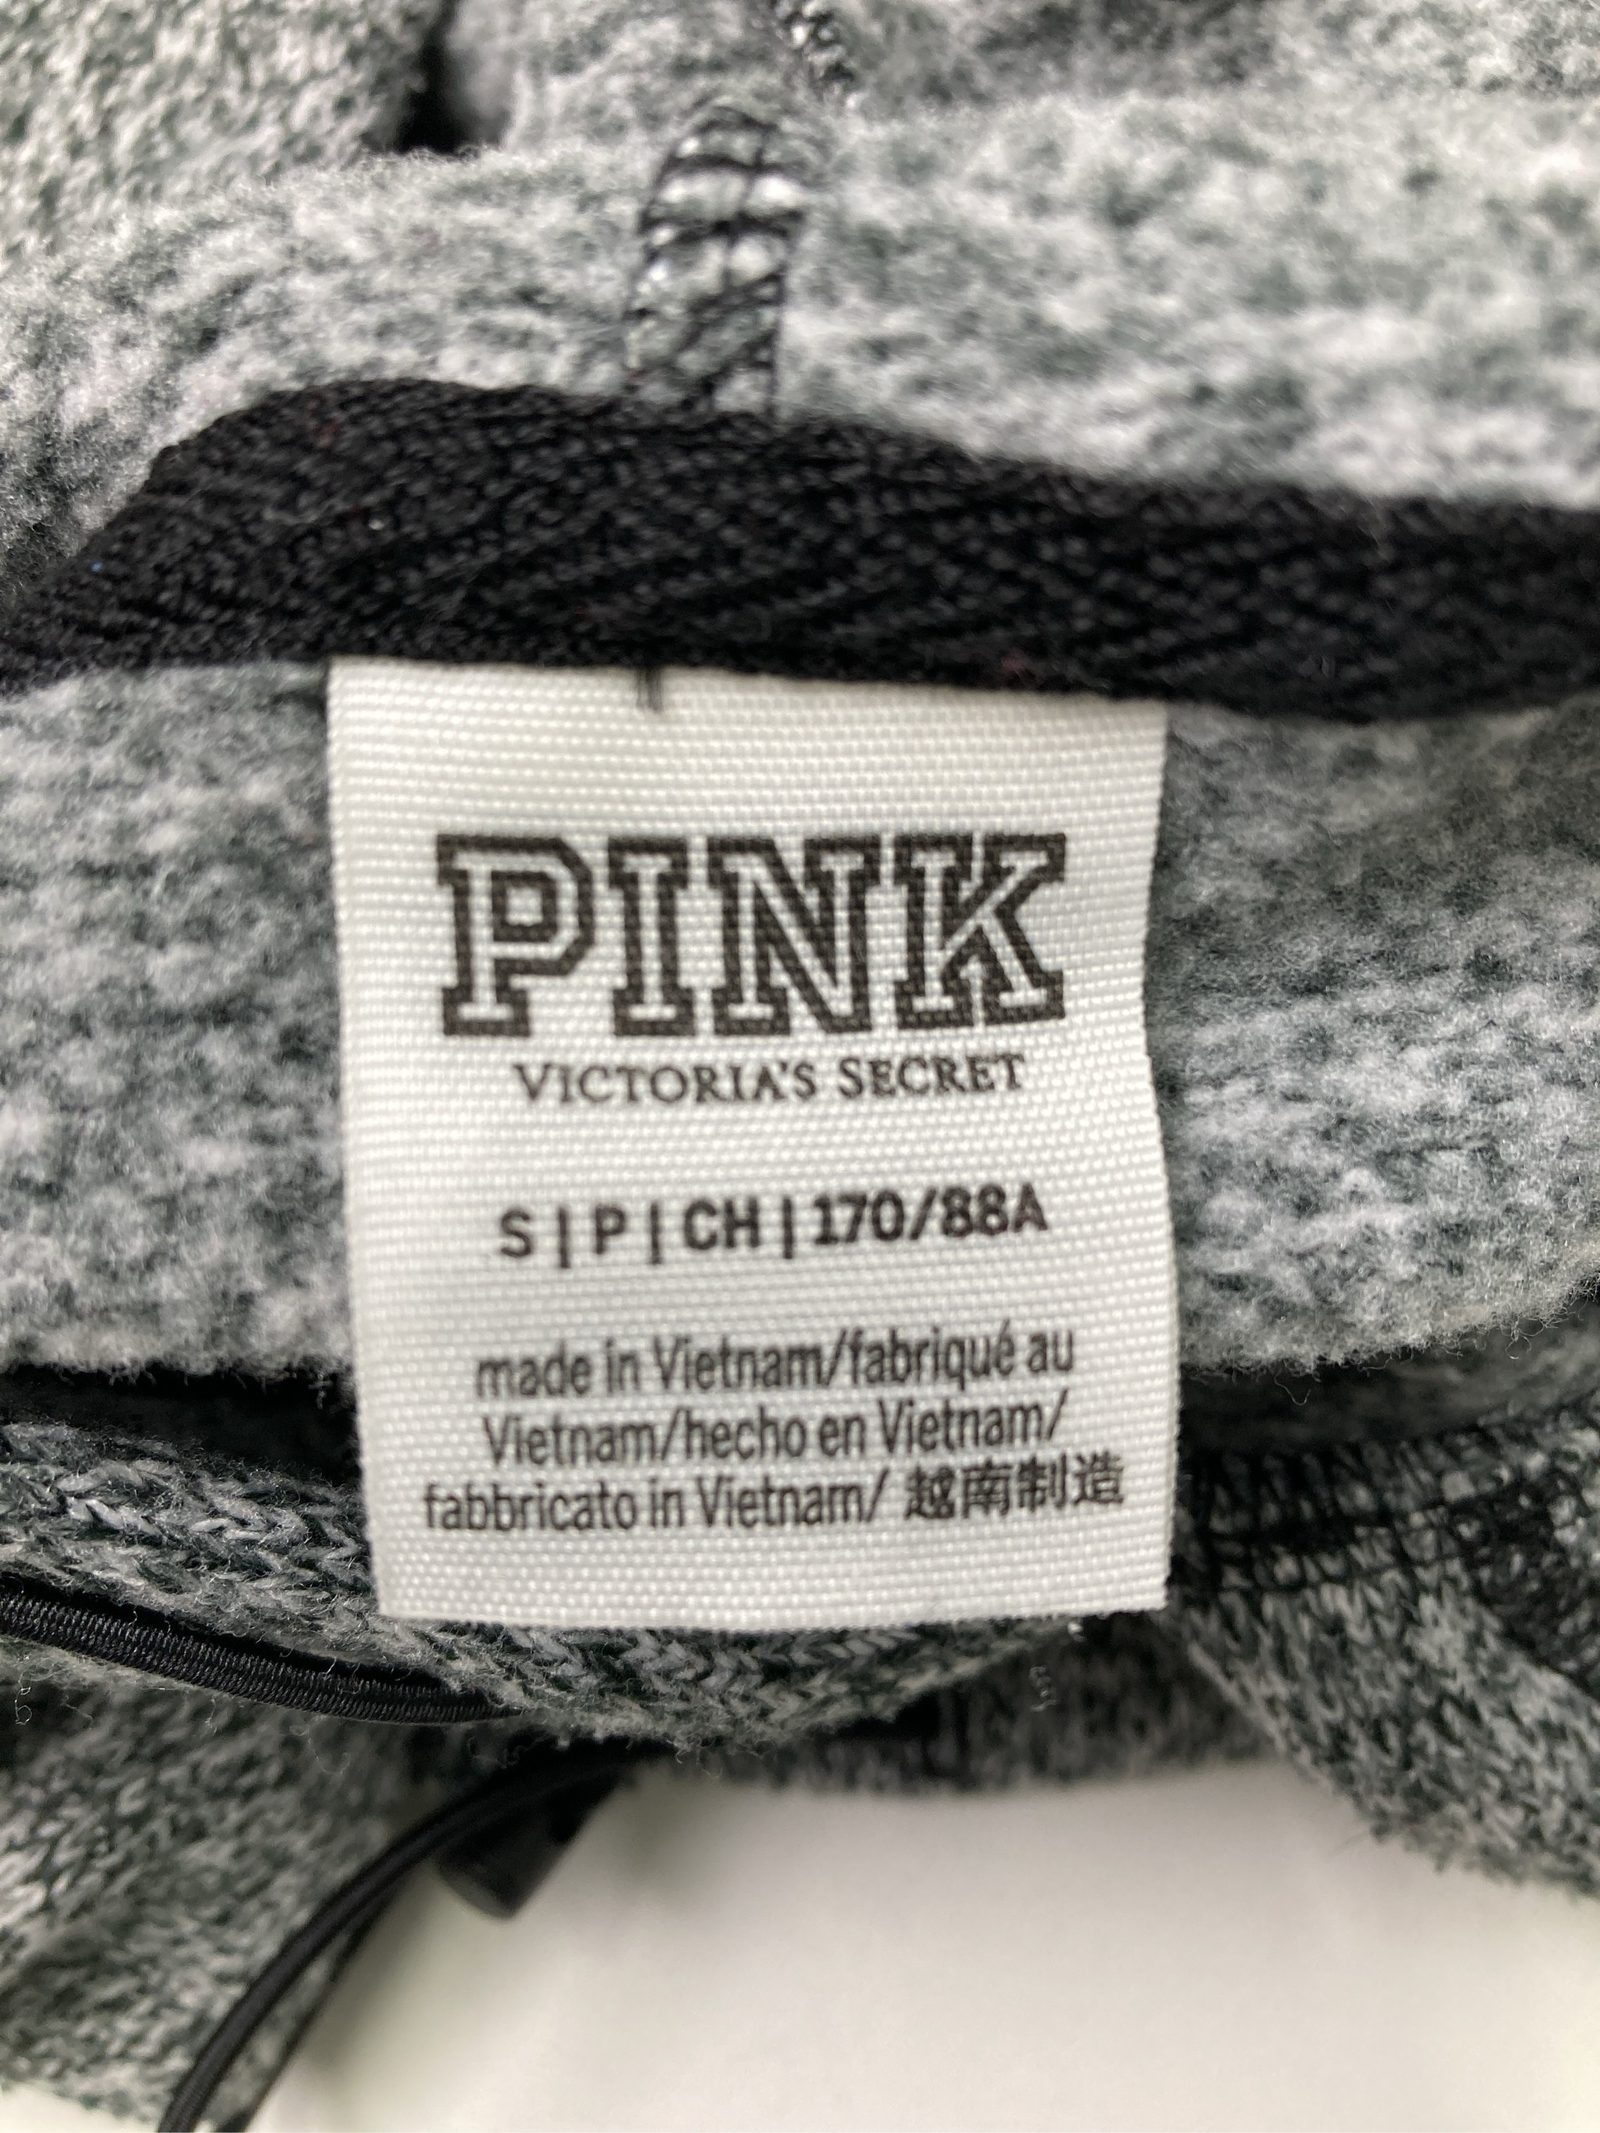 PINK
VICTORIA'S SECRET
S | P | CH | 170/88A
made in Vietnam/fabriqué au
Vietnam/hecho en Vietnam/
fabbricato in Vietnam/ 越南制造